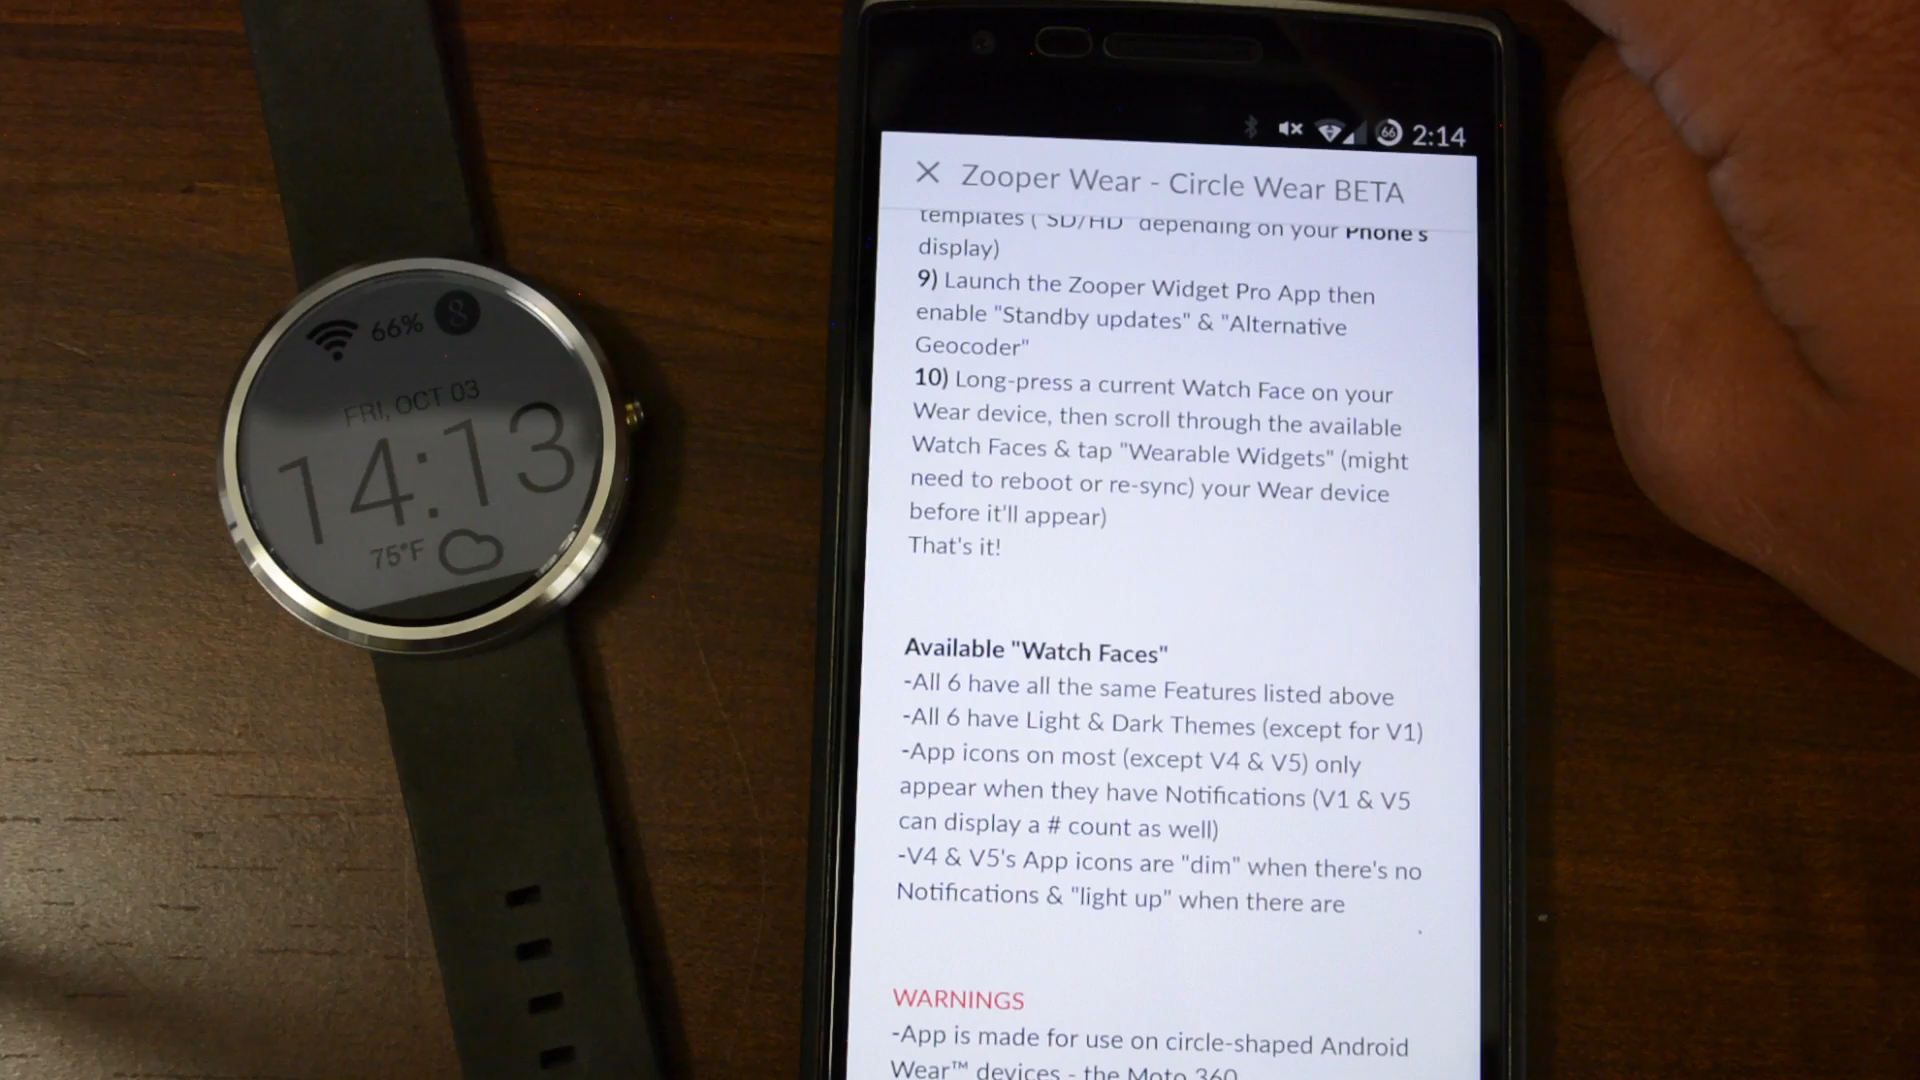 66%
8
FRI, OCT 03
14:13
75°F
66
2:14
Zooper Wear - Circle Wear BETA
templates ("SD/HD" depending on your Phone's
display)
9) Launch the Zooper Widget Pro App then
enable "Standby updates" & "Alternative
Geocoder"
10) Long-press a current Watch Face on your
Wear device, then scroll through the available
Watch Faces & tap "Wearable Widgets" (might
need to reboot or re-sync) your Wear device
before it'll appear)
That's it!
Available "Watch Faces"
-All 6 have all the same Features listed above
-All 6 have Light & Dark Themes (except for V1)
-App icons on most (except V4 & V5) only
appear when they have Notifications (V1 & V5
can display a # count as well)
-V4 & V5's App icons are "dim" when there's no
Notifications & "light up" when there are
WARNINGS
-App is made for use on circle-shaped Android
Wear™ devices - the Moto 360